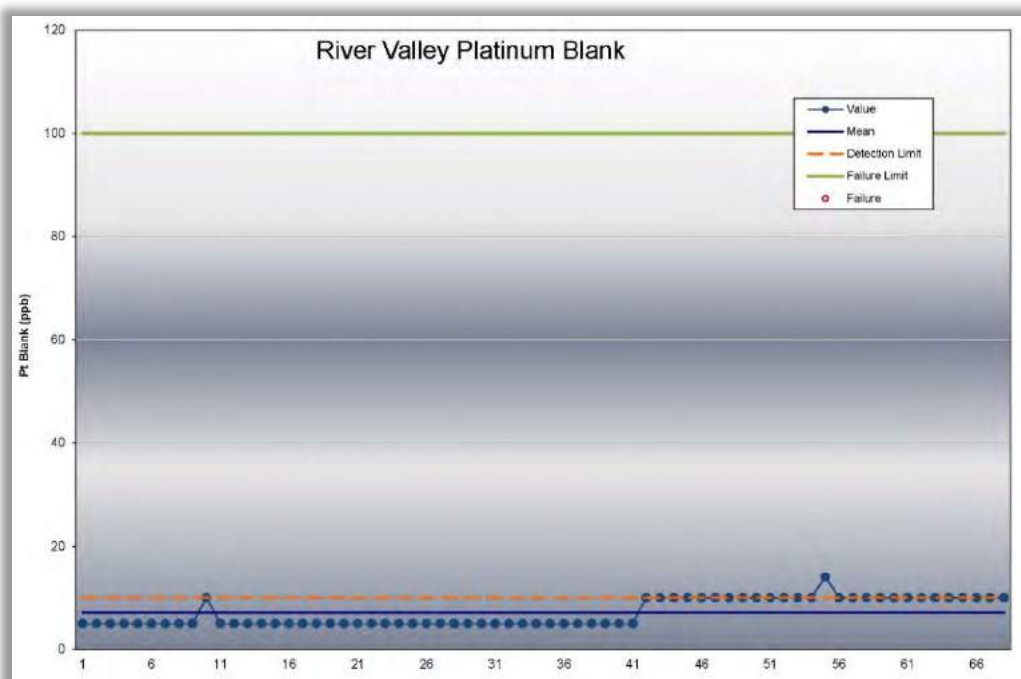 River Valley Platinum Blank
120
100
80
60
40
20
0
Pt Blank (ppb)
Value
Mean
Detection Limit
Failure Limit
Failure
1 6 11 16 21 26 31 36 41 46 51 56 61 66